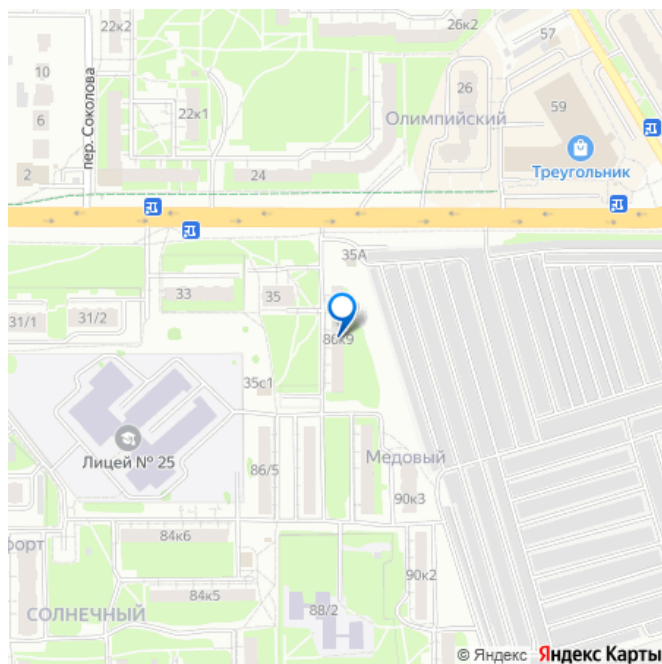 22к2
26к2
57
10
пер. Соколова
26
59
6
22к1
Олимпийский
2
24
Треугольник
35А
33
35
31/1
31/2
86к9
35с1
Лицей № 25
86/5
Медовый
90к3
84к6
форт
90к2
84к5
88/2
СОЛНЕЧНЫЙ
© Яндекс Яндекс Карты